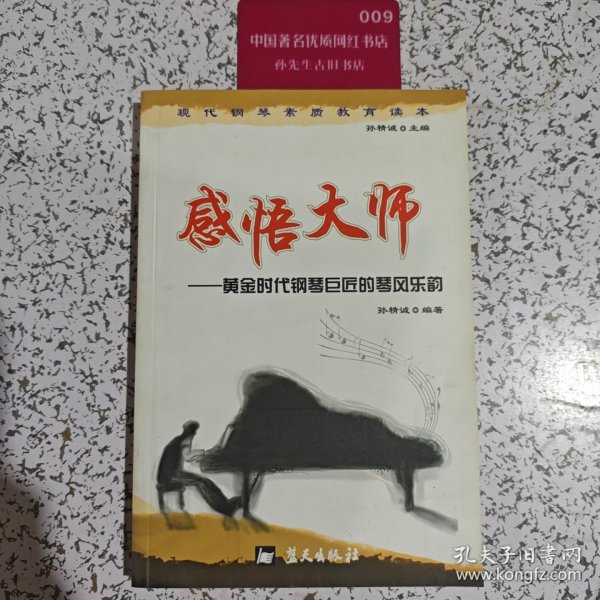 009
中国著名优质网红书店
孙先生古旧书店
现代钢琴素质教育读本
孙精诚○主编
感悟大师
——黄金时代钢琴巨匠的琴风乐韵
孙精诚○编著
蓝天出版社
孔夫子旧书网
www.kongfz.com